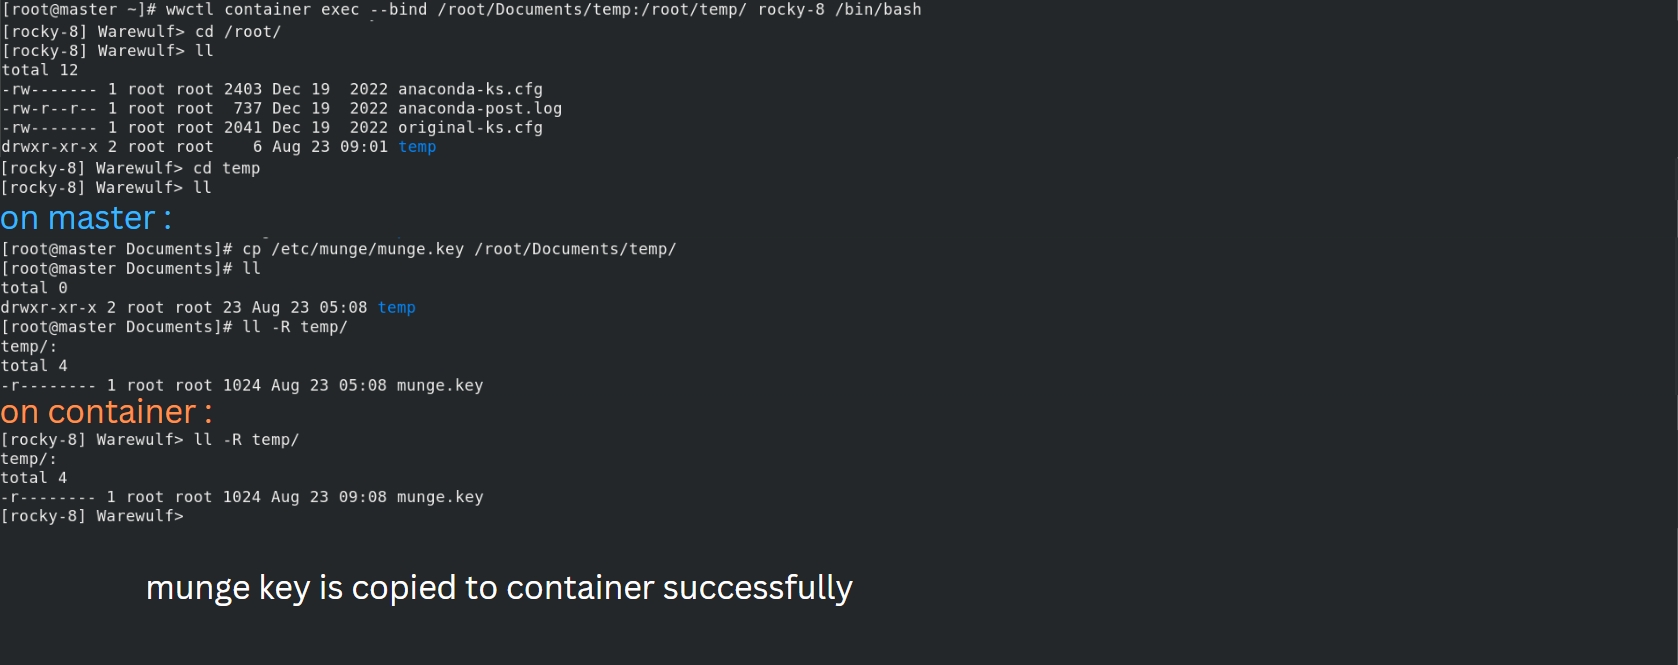 [root@master ~]# wwctl container exec --bind /root/Documents/temp:/root/temp/ rocky-8 /bin/bash
[rocky-8] Warewulf> cd /root/
[rocky-8] Warewulf> ll
total 12
-rw------- 1 root root 2403 Dec 19  2022 anaconda-ks.cfg
-rw-r--r-- 1 root root  737 Dec 19  2022 anaconda-post.log
-rw------- 1 root root 2041 Dec 19  2022 original-ks.cfg
drwxr-xr-x 2 root root    6 Aug 23 09:01 temp
[rocky-8] Warewulf> cd temp
[rocky-8] Warewulf> ll
on master :
[root@master Documents]# cp /etc/munge/munge.key /root/Documents/temp/
[root@master Documents]# ll
total 0
drwxr-xr-x 2 root root 23 Aug 23 05:08 temp
[root@master Documents]# ll -R temp/
temp/:
total 4
-r-------- 1 root root 1024 Aug 23 05:08 munge.key
on container :
[rocky-8] Warewulf> ll -R temp/
temp/:
total 4
-r-------- 1 root root 1024 Aug 23 09:08 munge.key
[rocky-8] Warewulf>
munge key is copied to container successfully